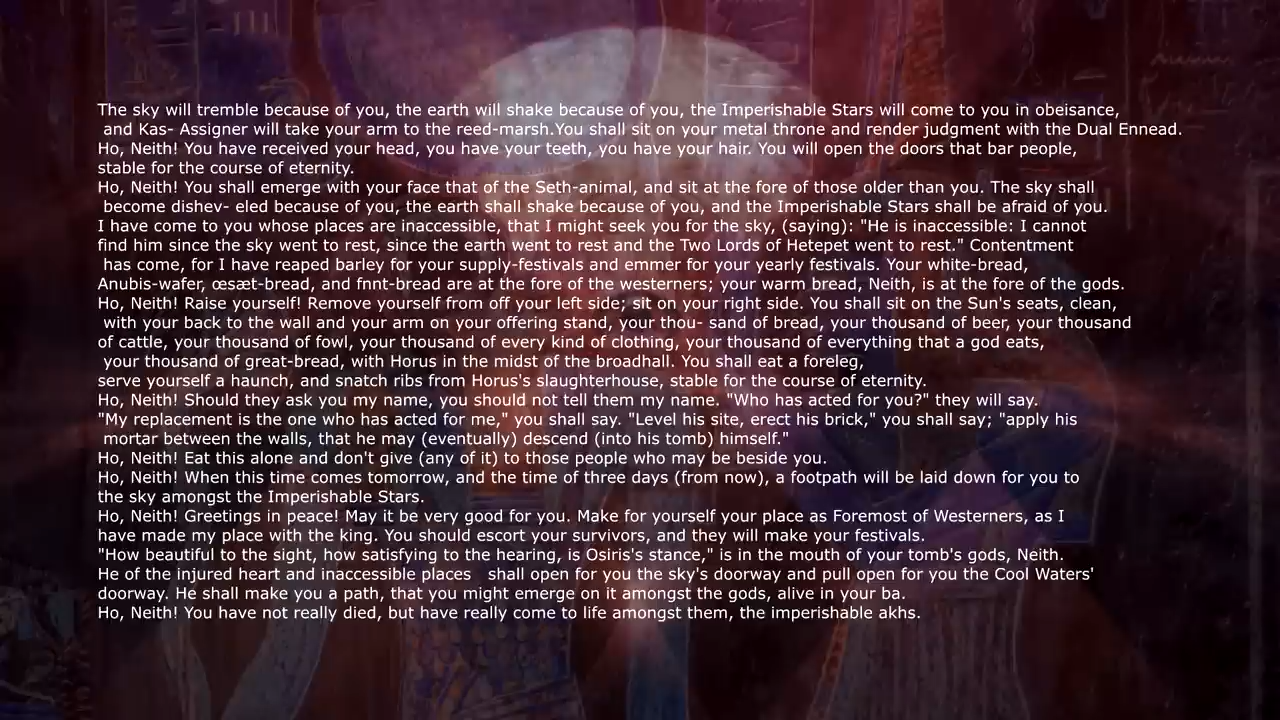 The sky will tremble because of you, the earth will shake because of you, the Imperishable Stars will come to you in obeisance,
and Kas- Assigner will take your arm to the reed-marsh.You shall sit on your metal throne and render judgment with the Dual Ennead.
Ho, Neith! You have received your head, you have your teeth, you have your hair. You will open the doors that bar people,
stable for the course of eternity.
Ho, Neith! You shall emerge with your face that of the Seth-animal, and sit at the fore of those older than you. The sky shall
become dishev- eled because of you, the earth shall shake because of you, and the Imperishable Stars shall be afraid of you.
I have come to you whose places are inaccessible, that I might seek you for the sky, (saying): "He is inaccessible: I cannot
find him since the sky went to rest, since the earth went to rest and the Two Lords of Hetepet went to rest." Contentment
has come, for I have reaped barley for your supply-festivals and emmer for your yearly festivals. Your white-bread,
Anubis-wafer, œsæt-bread, and fnnt-bread are at the fore of the westerners; your warm bread, Neith, is at the fore of the gods.
Ho, Neith! Raise yourself! Remove yourself from off your left side; sit on your right side. You shall sit on the Sun's seats, clean,
with your back to the wall and your arm on your offering stand, your thou- sand of bread, your thousand of beer, your thousand
of cattle, your thousand of fowl, your thousand of every kind of clothing, your thousand of everything that a god eats,
your thousand of great-bread, with Horus in the midst of the broadhall. You shall eat a foreleg,
serve yourself a haunch, and snatch ribs from Horus's slaughterhouse, stable for the course of eternity.
Ho, Neith! Should they ask you my name, you should not tell them my name. "Who has acted for you?" they will say.
"My replacement is the one who has acted for me," you shall say. "Level his site, erect his brick," you shall say; "apply his
mortar between the walls, that he may (eventually) descend (into his tomb) himself."
Ho, Neith! Eat this alone and don't give (any of it) to those people who may be beside you.
Ho, Neith! When this time comes tomorrow, and the time of three days (from now), a footpath will be laid down for you to
the sky amongst the Imperishable Stars.
Ho, Neith! Greetings in peace! May it be very good for you. Make for yourself your place as Foremost of Westerners, as I
have made my place with the king. You should escort your survivors, and they will make your festivals.
"How beautiful to the sight, how satisfying to the hearing, is Osiris's stance," is in the mouth of your tomb's gods, Neith.
He of the injured heart and inaccessible places   shall open for you the sky's doorway and pull open for you the Cool Waters'
doorway. He shall make you a path, that you might emerge on it amongst the gods, alive in your ba.
Ho, Neith! You have not really died, but have really come to life amongst them, the imperishable akhs.